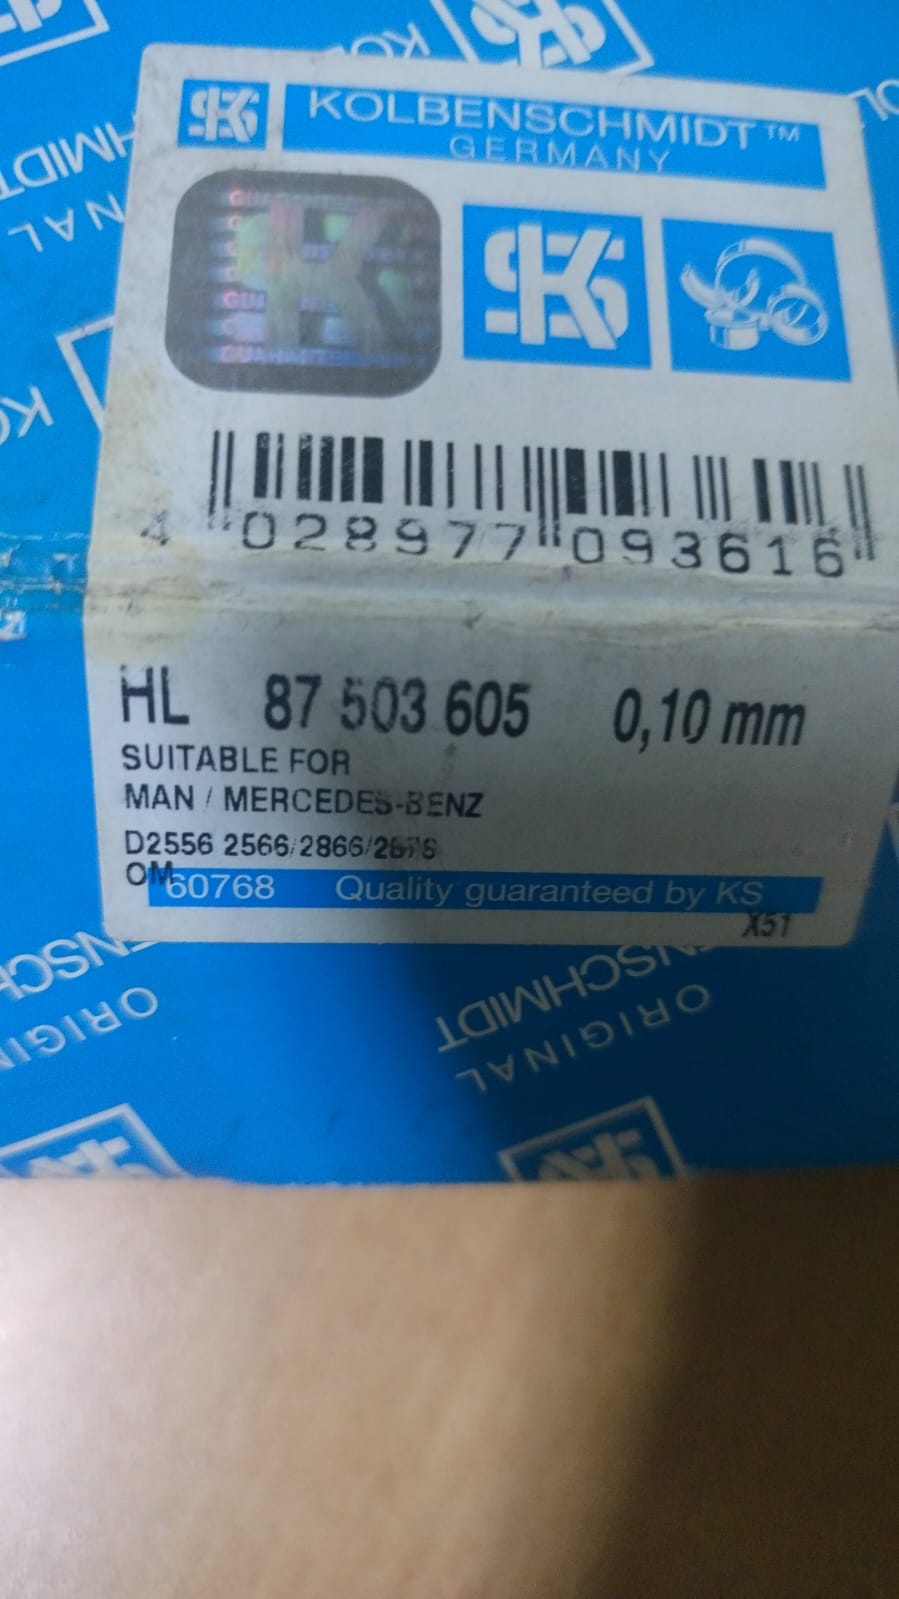 KOLBENSCHMIDT™
GERMANY
4 028977 093616
HL 87 503 605 0,10 mm
SUITABLE FOR
MAN / MERCEDES-BENZ
D2556 2566/2866/2876
OM
60768 Quality guaranteed by KS
X51
KOLBENSCHMIDT
ORIGINAL